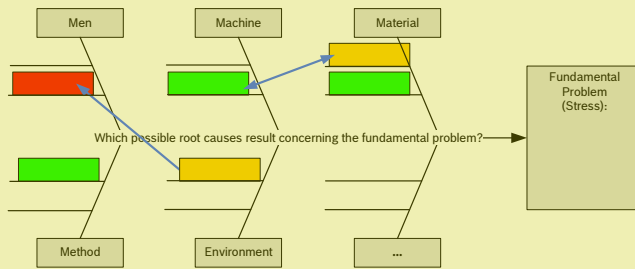 Men
Machine
Material
Fundamental
Problem
(Stress):
Which possible root causes result concerning the fundamental problem?
Method
Environment
...